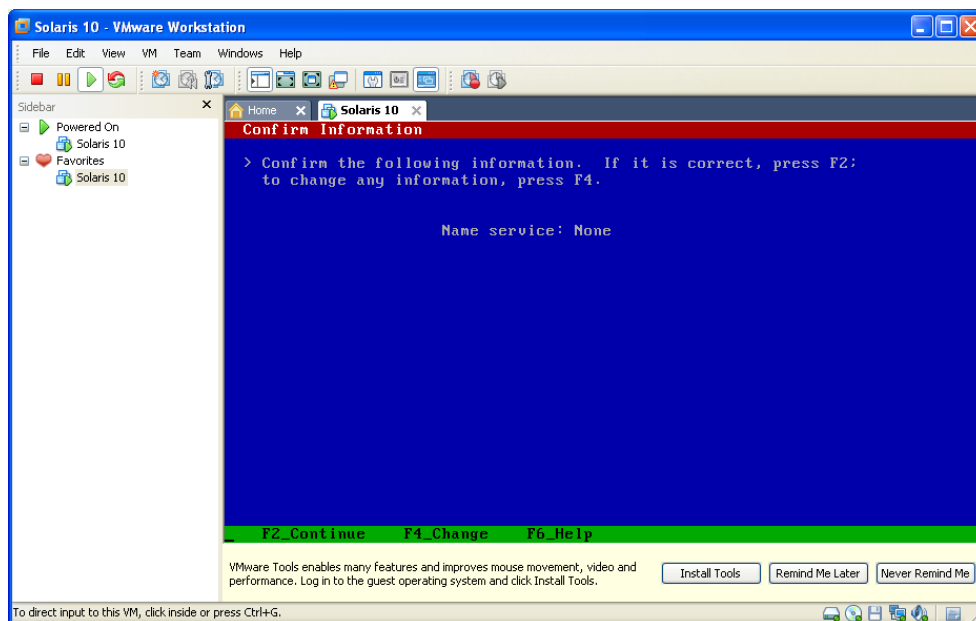 Solaris 10 - VMware Workstation
File Edit View VM Team Windows Help
Sidebar
Powered On
Solaris 10
Favorites
Solaris 10
Home Solaris 10
Confirm Information
> Confirm the following information. If it is correct, press F2;
to change any information, press F4.
Name service: None
F2_Continue F4_Change F6_Help
VMware Tools enables many features and improves mouse movement, video and
performance. Log in to the guest operating system and click Install Tools.
Install Tools Remind Me Later Never Remind Me
To direct input to this VM, click inside or press Ctrl+G.